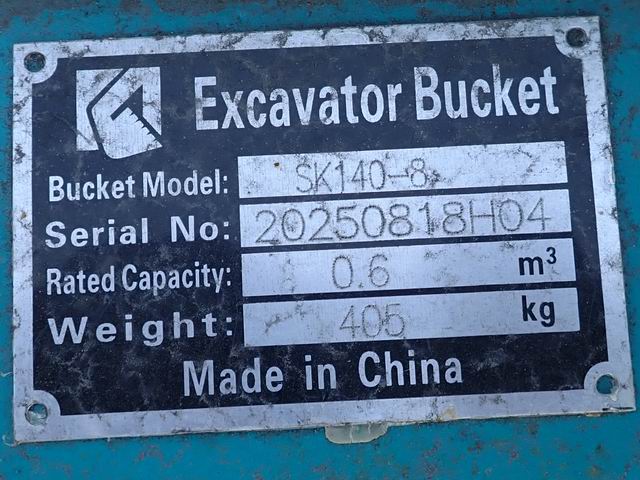 Excavator Bucket
Bucket Model: SK140-8
Serial No: 20250818H04
Rated Capacity: 0.6 m³
Weight: 405 kg
Made in China